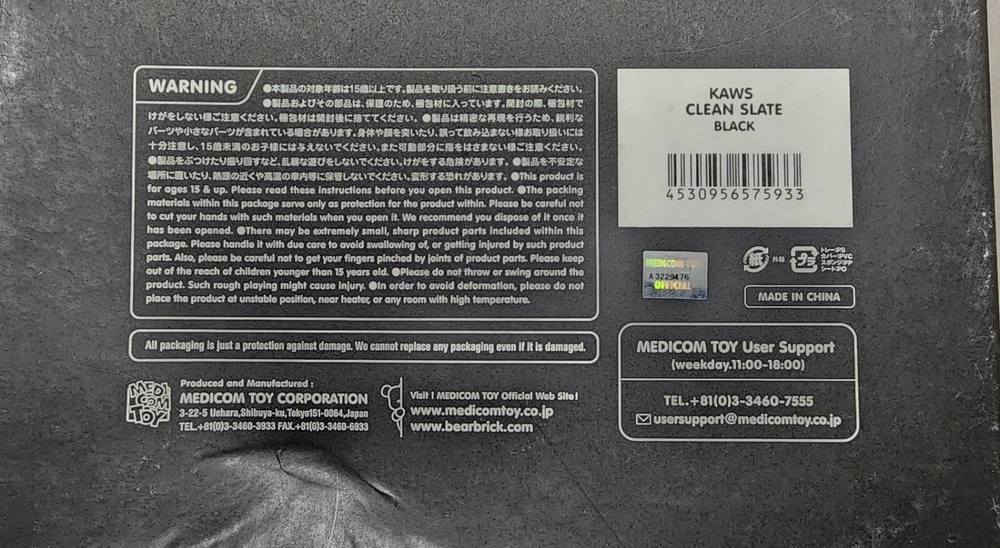 WARNING
●本製品の対象年齢は15歳以上です。製品を取り扱う前に注意書きをお読みください。
●製品およびその部品は、保護のため、梱包材に入っています。開封の際、梱包材で
けがをしない様ご注意ください。梱包材は開封後に捨ててください。●製品は精密な再現を行うため、鋭利な
パーツや小さなパーツが含まれている場合があります。身体や顔を突いたり、誤って飲み込まない様お取り扱いには
十分注意し、15歳未満のお子様には与えないでください。また可動部分に指をはさまない様ご注意ください。
●製品をぶつけたり振り回すなど、乱暴な遊びをしないでください。けがをする危険があります。●製品を不安定な
場所に置いたり、熱源の近くや高温の車内等に保管しないでください。変形する恐れがあります。●This product is
for ages 15 & up. Please read these instructions before you open this product. ●The packing
materials within this package serve only as protection for the product within. Please be careful not
to cut your hands with such materials when you open it. We recommend you dispose of it once it
has been opened. ●There may be extremely small, sharp product parts included within this
package. Please handle it with due care to avoid swallowing of, or getting injured by such product
parts. Also, please be careful not to get your fingers pinched by joints of product parts. Please keep
out of the reach of children younger than 15 years old. ●Please do not throw or swing around the
product. Such rough playing might cause injury. ●In order to avoid deformation, please do not
place the product at unstable position, near heater, or any room with high temperature.
All packaging is just a protection against damage. We cannot replace any packaging even if it is damaged.
MEDI
COM
TOY
Produced and Manufactured :
MEDICOM TOY CORPORATION
3-22-5 Uehara,Shibuya-ku,Tokyo151-0064,Japan
TEL.+81(0)3-3460-3933 FAX.+81(0)3-3460-6933
Visit ! MEDICOM TOY Official Web Site!
www.medicomtoy.co.jp
www.bearbrick.com
KAWS
CLEAN SLATE
BLACK
4530956575933
MEDICOM TOY
A 3229476
OFFICIAL
紙
外箱
プラ
トレー:PS
カバー:PVC
スポンジ:PP
シート:PO
MADE IN CHINA
MEDICOM TOY User Support
(weekday.11:00-18:00)
TEL.+81(0)3-3460-7555
usersupport@medicomtoy.co.jp